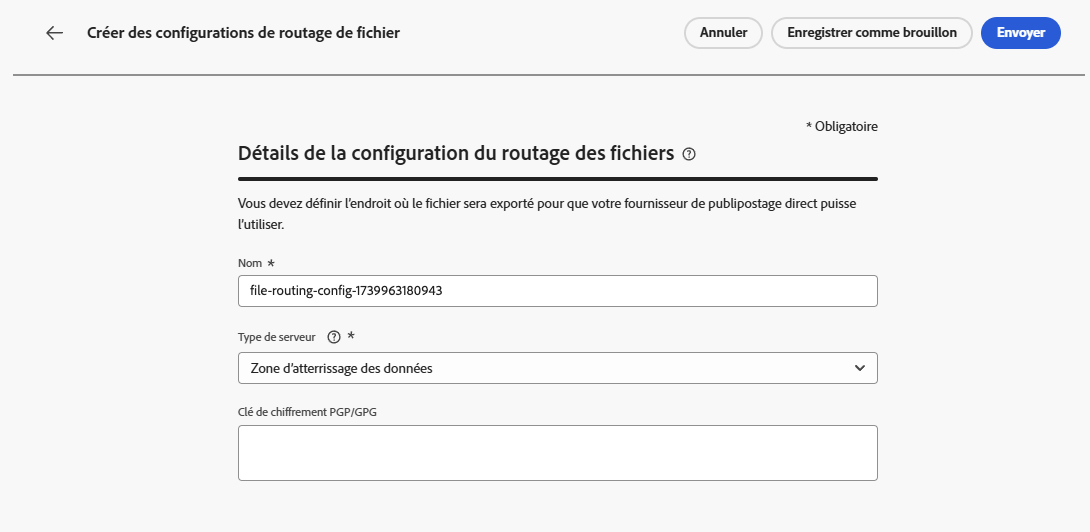 Créer des configurations de routage de fichier
Annuler
Enregistrer comme brouillon
Envoyer
* Obligatoire
Détails de la configuration du routage des fichiers
Vous devez définir l'endroit où le fichier sera exporté pour que votre fournisseur de publipostage direct puisse
l'utiliser.
Nom *
file-routing-config-1739963180943
Type de serveur *
Zone d'atterrissage des données
Clé de chiffrement PGP/GPG